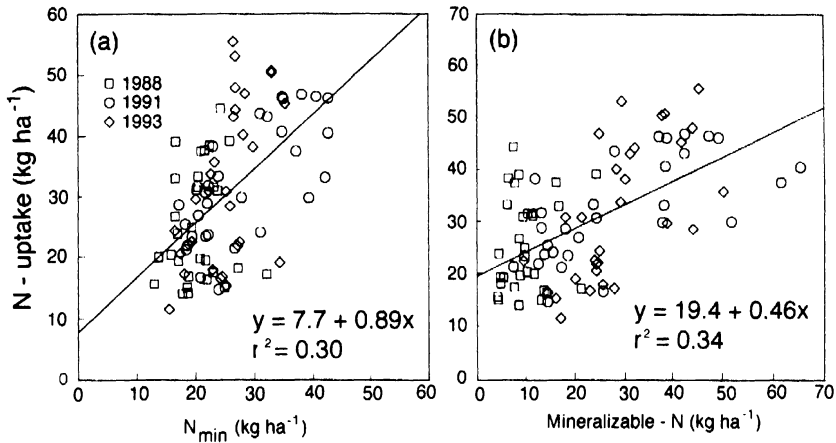 (a)
□ 1988
○ 1991
◇ 1993
60
50
40
30
20
10
0
N - uptake (kg ha⁻¹)
y = 7.7 + 0.89x
r² = 0.30
0 10 20 30 40 50 60
N_min (kg ha⁻¹)
(b)
70
60
50
40
30
20
10
0
y = 19.4 + 0.46x
r² = 0.34
0 10 20 30 40 50 60 70
Mineralizable - N (kg ha⁻¹)